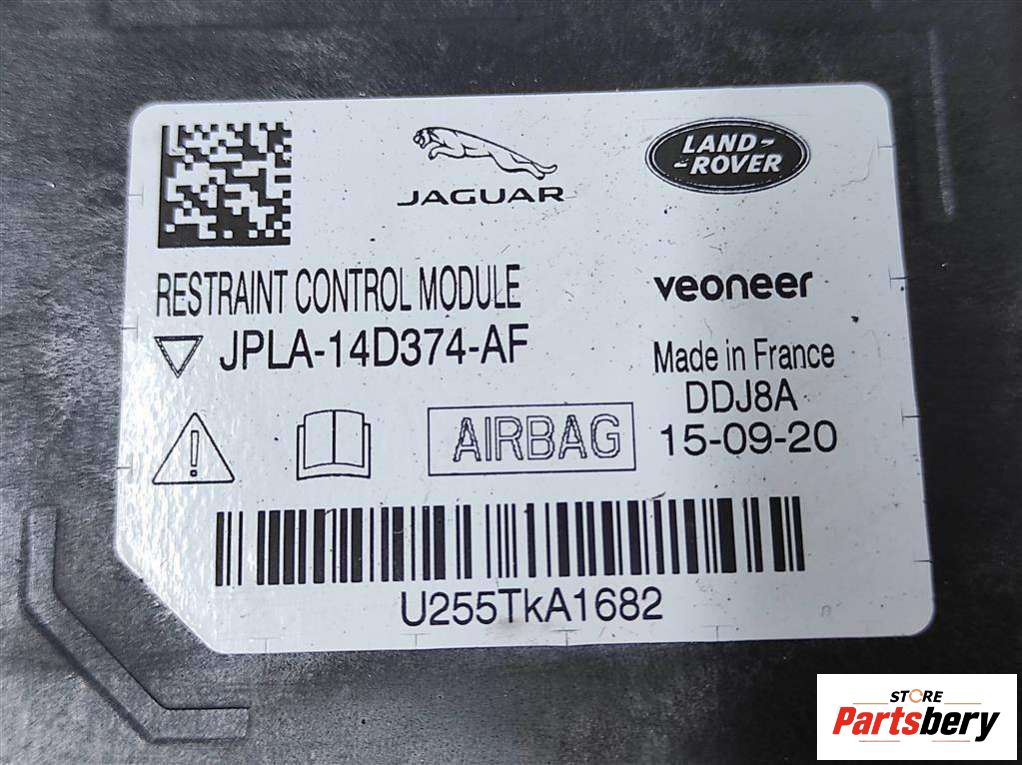 JAGUAR
LAND-
-ROVER
RESTRAINT CONTROL MODULE
veoneer
JPLA-14D374-AF
Made in France
DDJ8A
AIRBAG
15-09-20
U255TkA1682
STORE
Partsbery